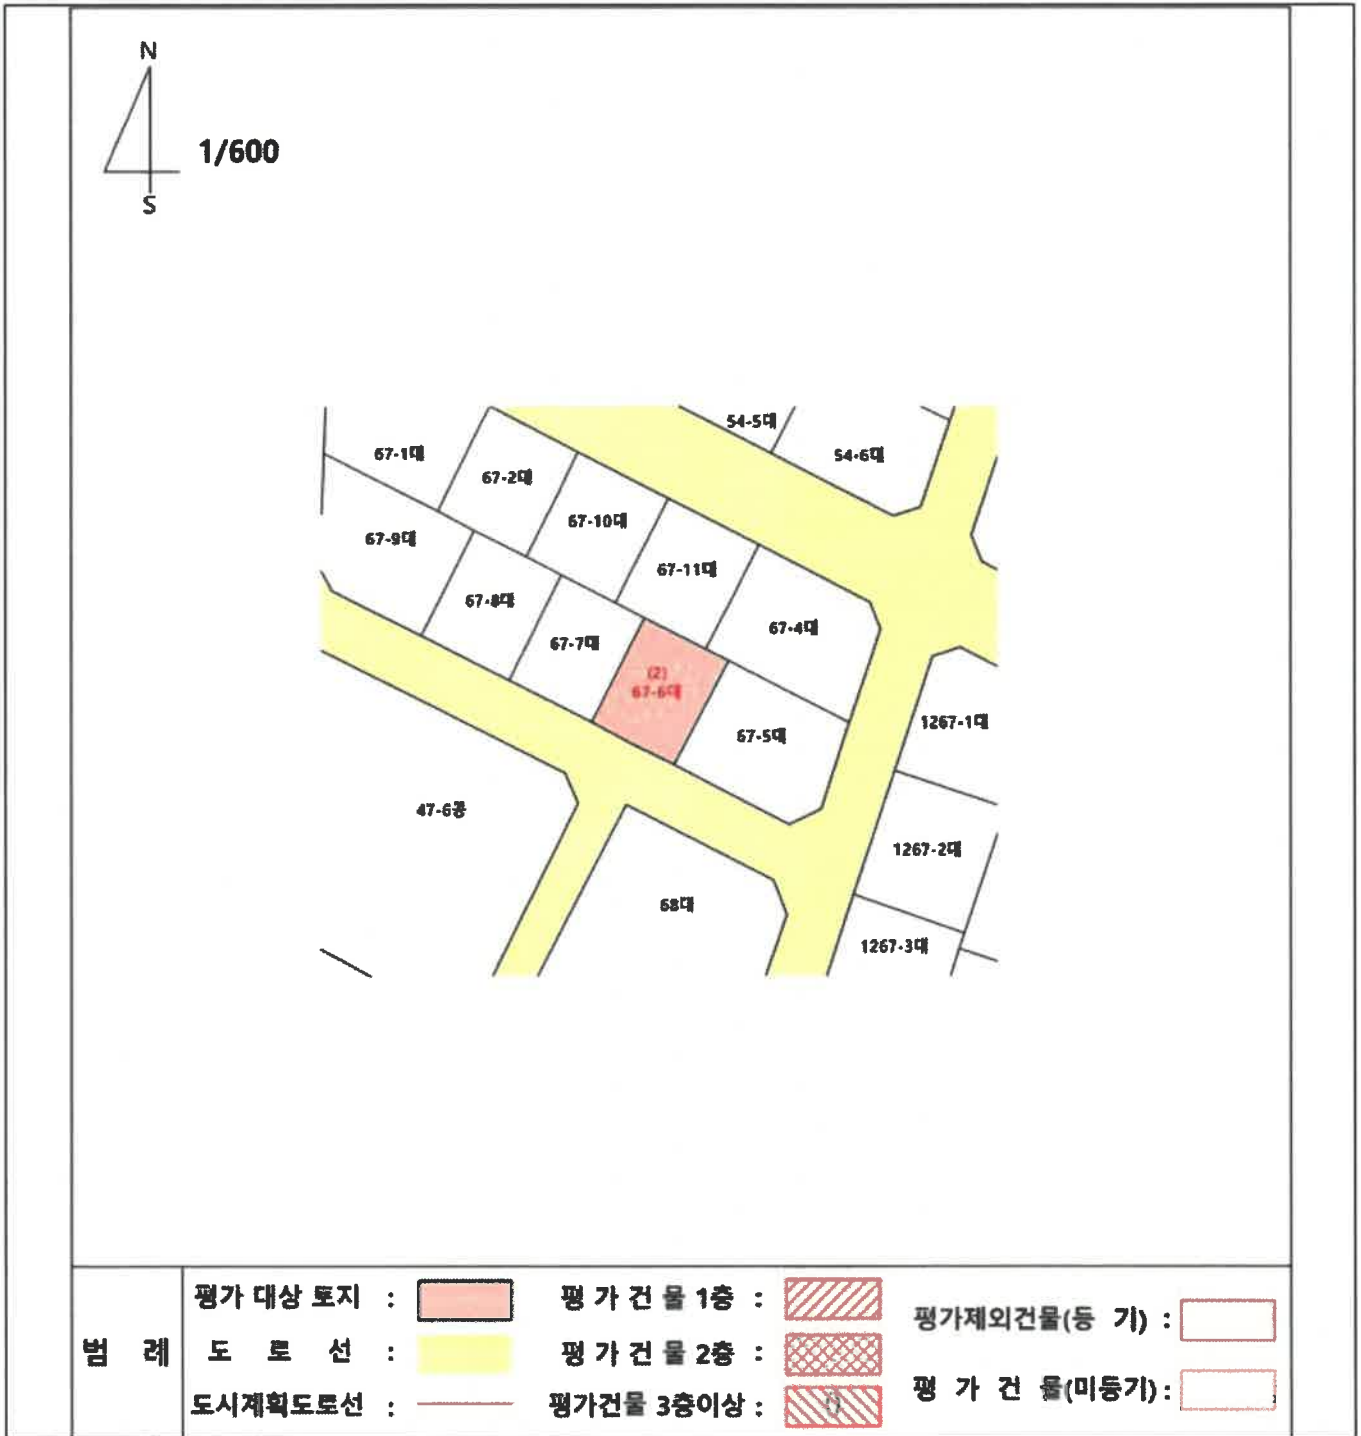 N
1/600
S
54-5대
54-6대
67-1대
67-2대
67-10대
67-9대
67-11대
67-8대
67-4대
67-7대
(2)
67-6대
67-5대
1267-1대
47-6공
1267-2대
68대
1267-3대
범 례
평가 대상 토지 :
평 가 건 물 1층 :
평가제외건물(등 기) :
도 로 선 :
평 가 건 물 2층 :
평 가 건 물(미등기) :
도시계획도로선 :
평가건물 3층이상 :